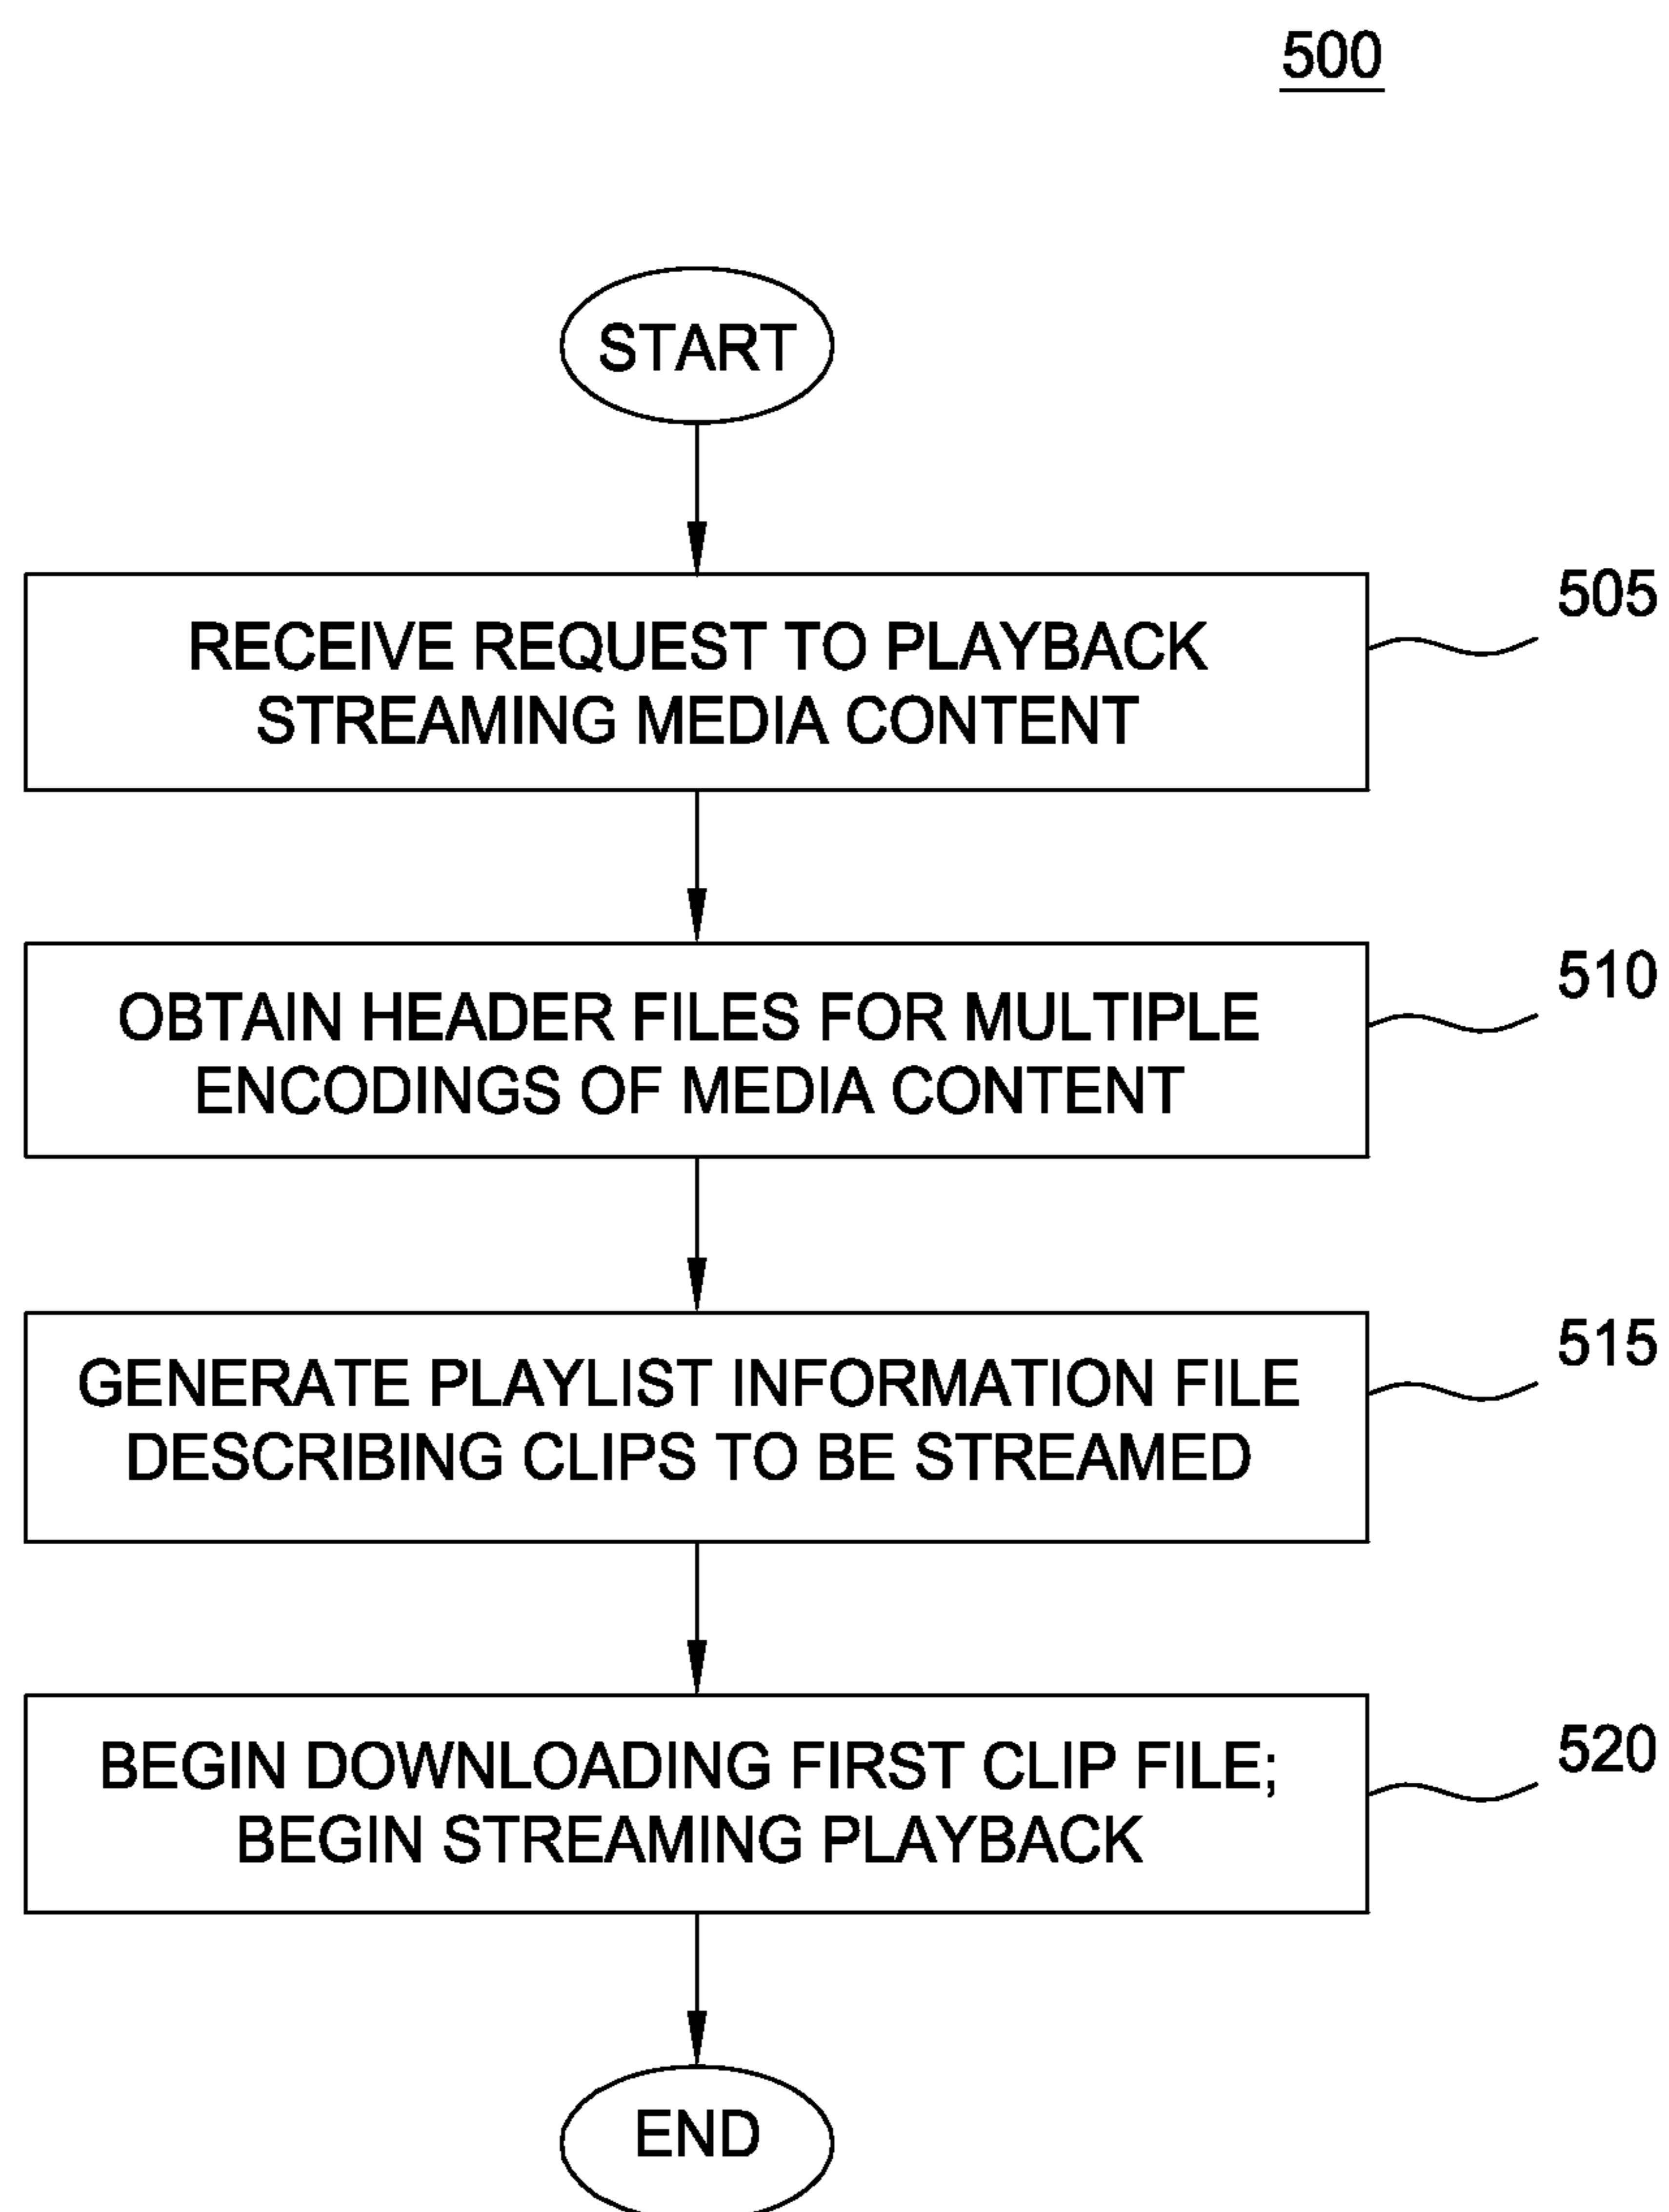 500
START
RECEIVE REQUEST TO PLAYBACK
STREAMING MEDIA CONTENT
505
OBTAIN HEADER FILES FOR MULTIPLE
ENCODINGS OF MEDIA CONTENT
510
GENERATE PLAYLIST INFORMATION FILE
DESCRIBING CLIPS TO BE STREAMED
515
BEGIN DOWNLOADING FIRST CLIP FILE;
BEGIN STREAMING PLAYBACK
520
END